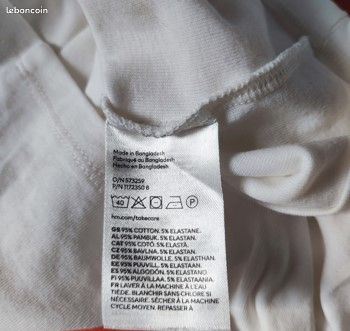 leboncoin
Made in Bangladesh
Fabriqué au Bangladesh
Hecho en Bangladesh
O/N 573259
P/N 1172350 8
40 P
hm.com/takecare
GB 95% COTTON. 5% ELASTANE.
AL 95% PAMBUK. 5% ELASTAN.
CAT 95% COTÓ. 5% ELASTÀ.
CZ 95% BAVLNA. 5% ELASTAN.
DE 95% BAUMWOLLE. 5% ELASTHAN.
EE 95% PUUVILL. 5% ELASTAAN.
ES 95% ALGODÓN. 5% ELASTANO
FI 95% PUUVILLA. 5% ELASTAANI.
FR LAVER À LA MACHINE À L'EAU
TIÈDE. BLANCHIR SANS CHLORE SI
NÉCESSAIRE. SÉCHER À LA MACHINE
CYCLE MOYEN. REPASSER À